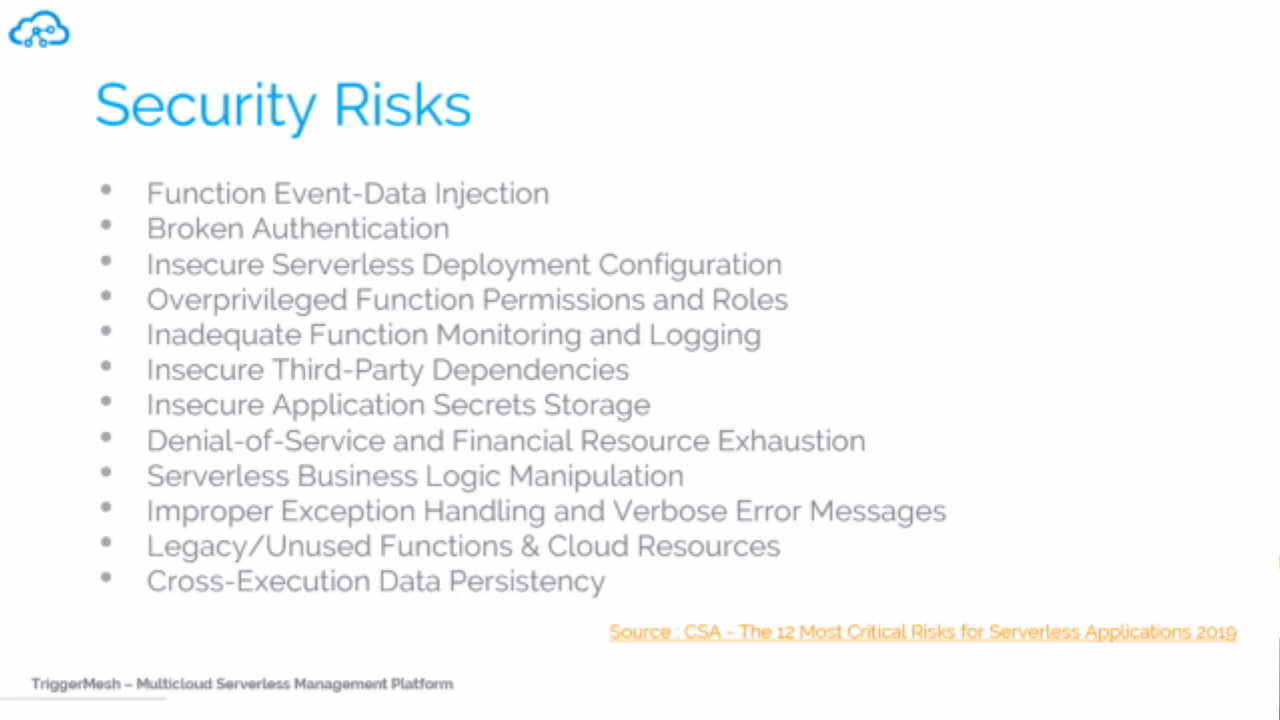 Security Risks
• Function Event-Data Injection
• Broken Authentication
• Insecure Serverless Deployment Configuration
• Overprivileged Function Permissions and Roles
• Inadequate Function Monitoring and Logging
• Insecure Third-Party Dependencies
• Insecure Application Secrets Storage
• Denial-of-Service and Financial Resource Exhaustion
• Serverless Business Logic Manipulation
• Improper Exception Handling and Verbose Error Messages
• Legacy/Unused Functions & Cloud Resources
• Cross-Execution Data Persistency
Source : CSA - The 12 Most Critical Risks for Serverless Applications 2019
TriggerMesh – Multicloud Serverless Management Platform